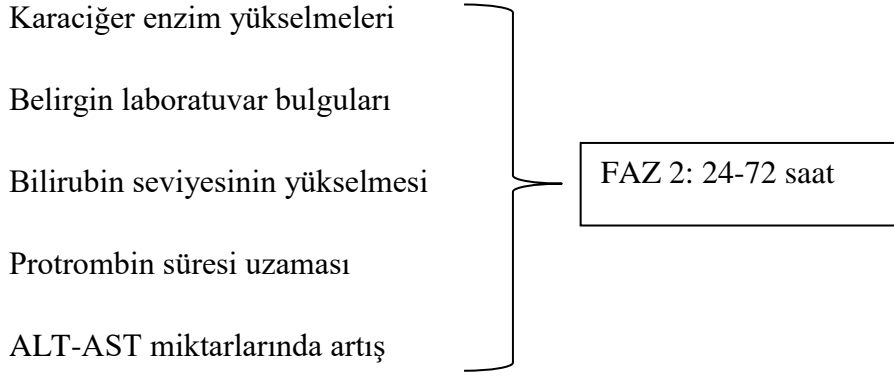 Karaciğer enzim yükselmeleri
Belirgin laboratuvar bulguları
Bilirubin seviyesinin yükselmesi
Protrombin süresi uzaması
ALT-AST miktarlarında artış
FAZ 2: 24-72 saat